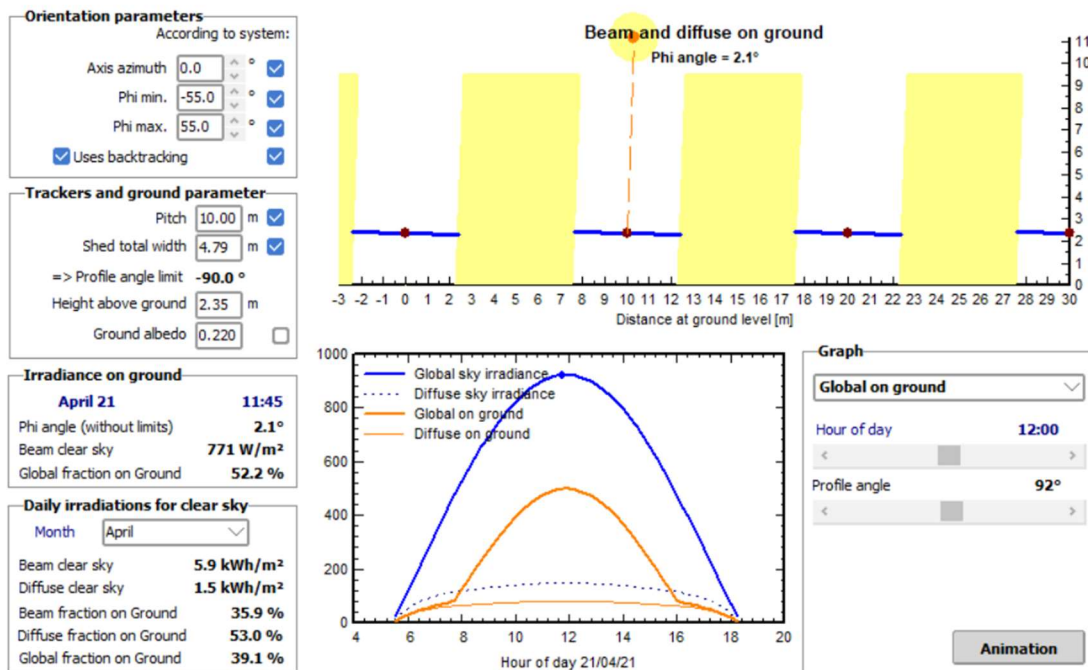 Orientation parameters
According to system:
Axis azimuth 0.0 °
Phi min. -55.0 °
Phi max. 55.0 °
Uses backtracking
Trackers and ground parameter
Pitch 10.00 m
Shed total width 4.79 m
=> Profile angle limit -90.0 °
Height above ground 2.35 m
Ground albedo 0.220
Irradiance on ground
April 21 11:45
Phi angle (without limits) 2.1°
Beam clear sky 771 W/m²
Global fraction on Ground 52.2 %
Daily irradiations for clear sky
Month April
Beam clear sky 5.9 kWh/m²
Diffuse clear sky 1.5 kWh/m²
Beam fraction on Ground 35.9 %
Diffuse fraction on Ground 53.0 %
Global fraction on Ground 39.1 %
Beam and diffuse on ground
Phi angle = 2.1°
11
10
9
8
7
6
5
4
3
2
1
0
-3 -2 -1 0 1 2 3 4 5 6 7 8 9 10 11 12 13 14 15 16 17 18 19 20 21 22 23 24 25 26 27 28 29 30
Distance at ground level [m]
1000
800
600
400
200
0
Global sky irradiance
Diffuse sky irradiance
Global on ground
Diffuse on ground
4 6 8 10 12 14 16 18 20
Hour of day 21/04/21
Graph
Global on ground
Hour of day 12:00
Profile angle 92°
Animation